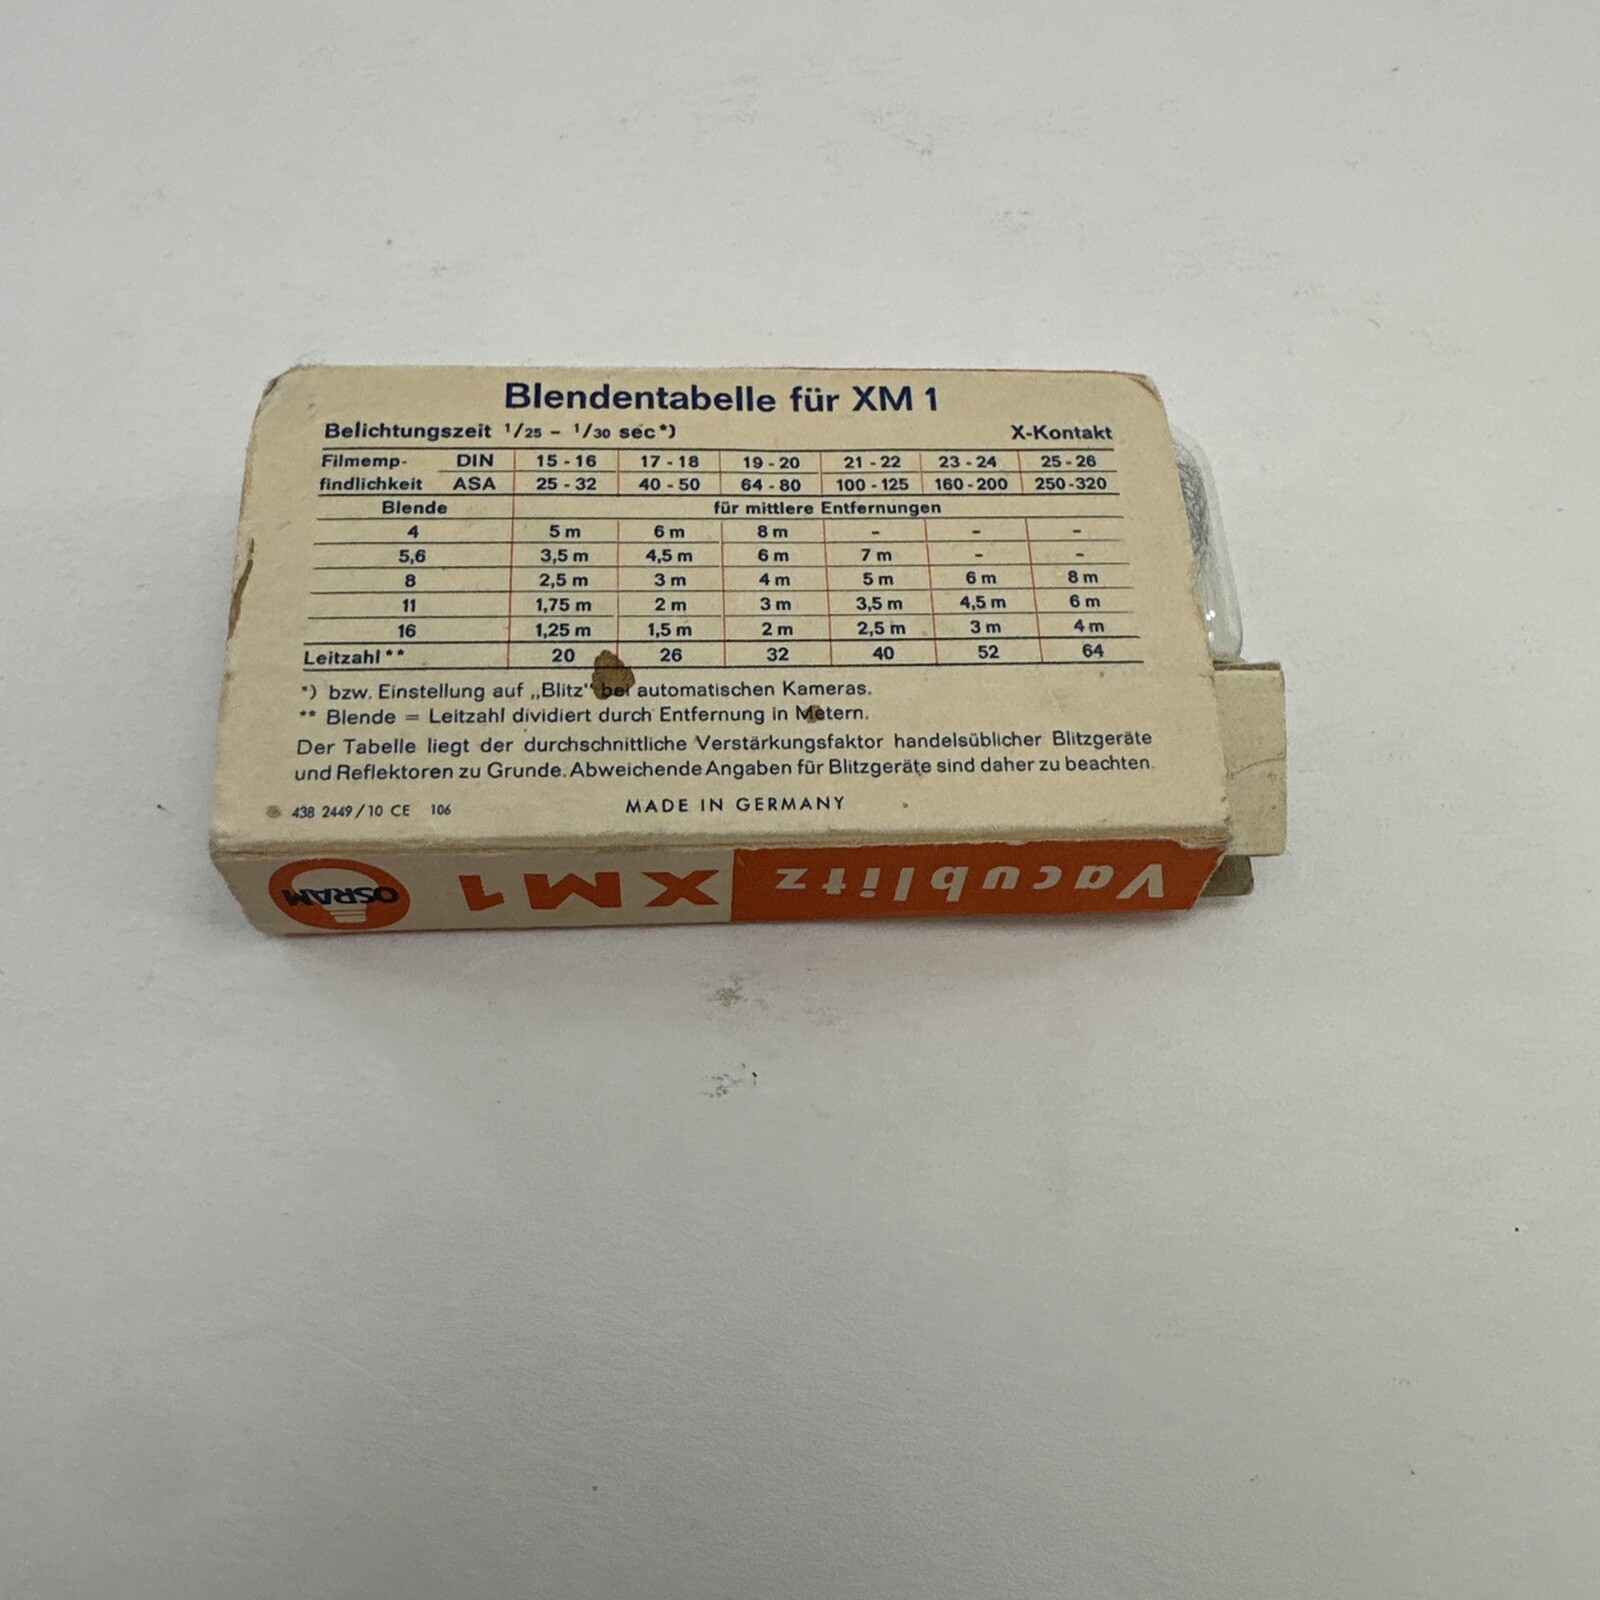 Blendentabelle für XM 1
Belichtungszeit 1/25 – 1/30 sec*) X-Kontakt
Filmemp- DIN 15 - 16 17 - 18 19 - 20 21 - 22 23 - 24 25 - 26
findlichkeit ASA 25 - 32 40 - 50 64 - 80 100 - 125 160 - 200 250 - 320
Blende für mittlere Entfernungen
4 5 m 6 m 8 m – – –
5,6 3,5 m 4,5 m 6 m 7 m – –
8 2,5 m 3 m 4 m 5 m 6 m 8 m
11 1,75 m 2 m 3 m 3,5 m 4,5 m 6 m
16 1,25 m 1,5 m 2 m 2,5 m 3 m 4 m
Leitzahl ** 20 26 32 40 52 64
*) bzw. Einstellung auf „Blitz" bei automatischen Kameras.
** Blende = Leitzahl dividiert durch Entfernung in Metern.
Der Tabelle liegt der durchschnittliche Verstärkungsfaktor handelsüblicher Blitzgeräte
und Reflektoren zu Grunde. Abweichende Angaben für Blitzgeräte sind daher zu beachten.
438 2449/10 CE 106 MADE IN GERMANY
Vacublitz XM1 OSRAM